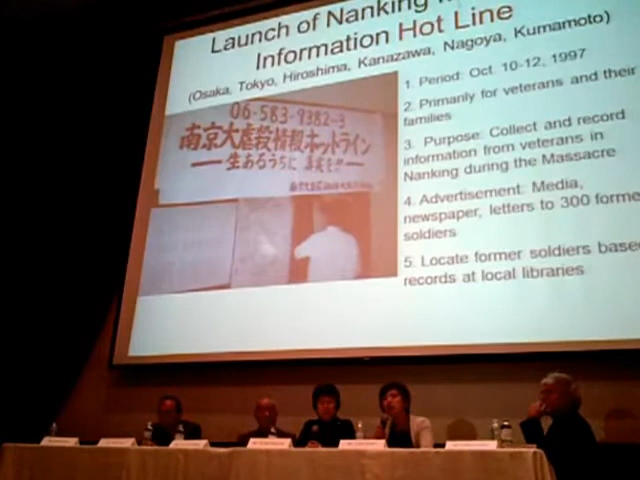 Launch of Nanking
Information Hot Line
(Osaka, Tokyo, Hiroshima, Kanazawa, Nagoya, Kumamoto)
06-583-9382~3
南京大虐殺情報ホットライン
━ 生あるうちに 真実を!! ━
1. Period: Oct. 10-12, 1997
2. Primarily for veterans and their
families
3. Purpose: Collect and record
information from veterans in
Nanking during the Massacre
4. Advertisement: Media,
newspaper, letters to 300 forme
soldiers
5. Locate former soldiers base
records at local libraries